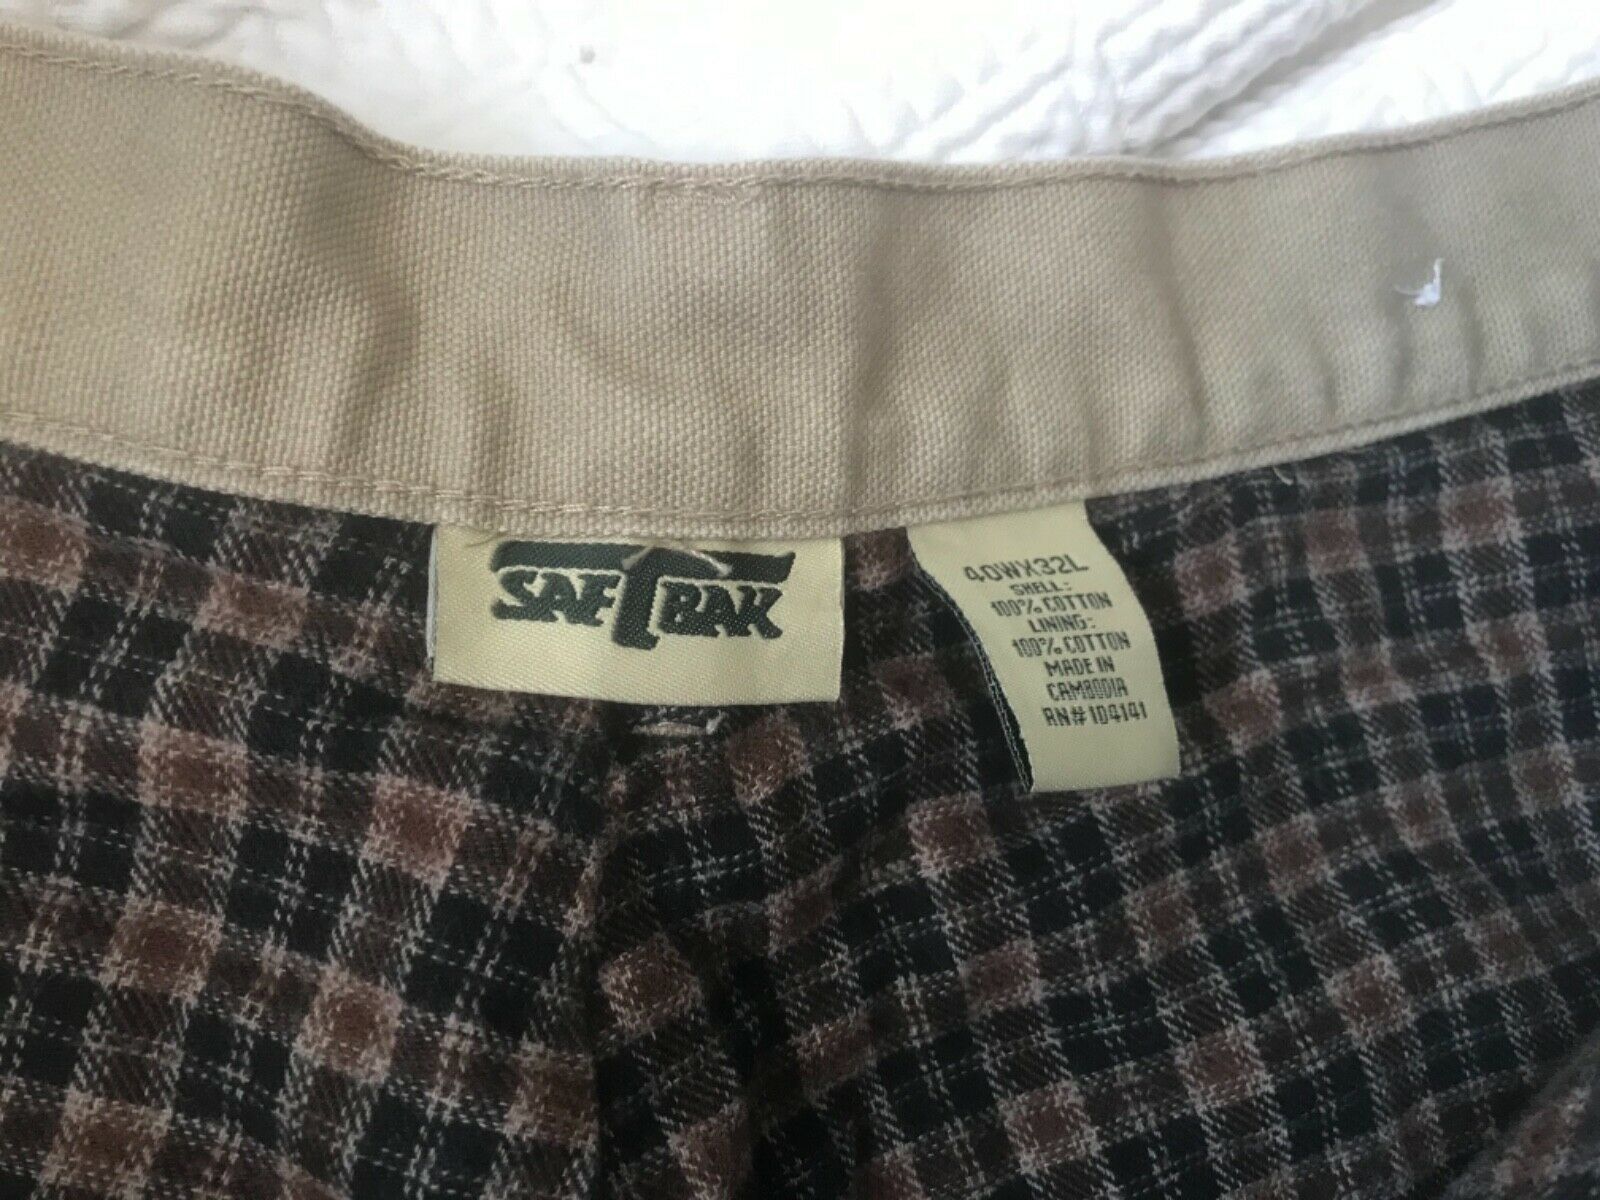 SAFTBAK
40WX32L
SHELL:
100% COTTON
LINING:
100% COTTON
MADE IN
CAMBODIA
RN# 104141